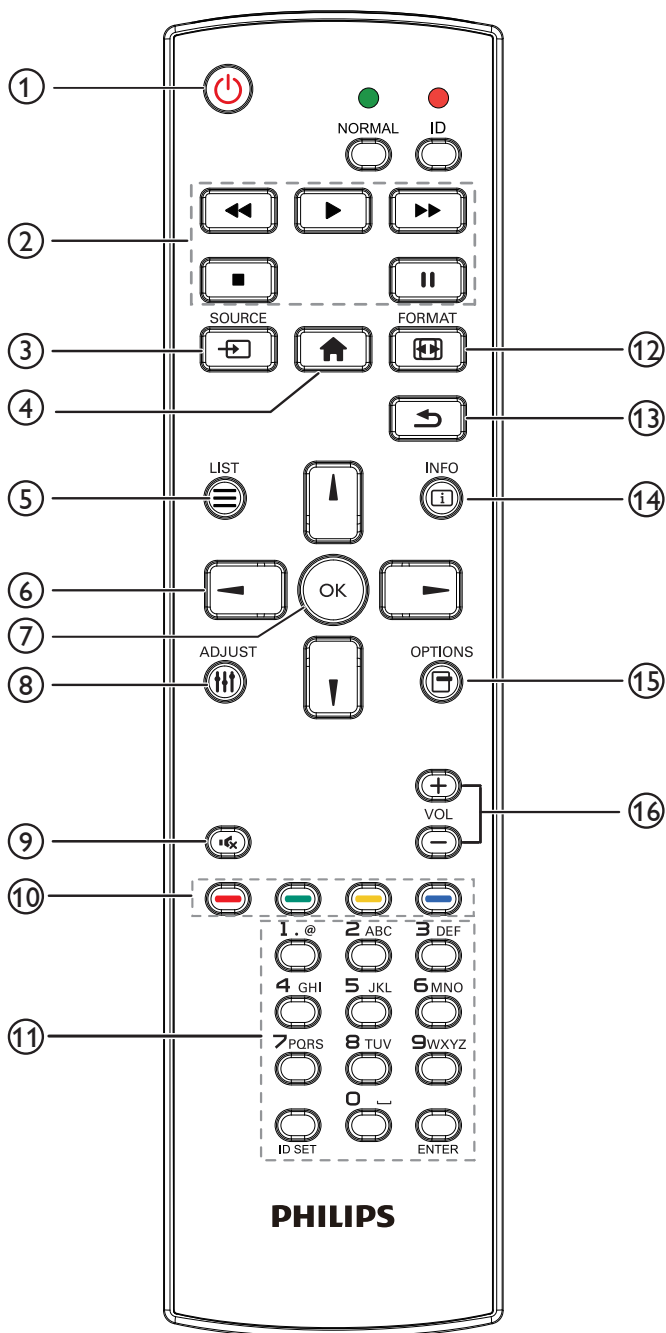 ①
NORMAL ID
②
SOURCE FORMAT
③ ⑫
④ ⑬
LIST INFO
⑤ ⑭
⑥ OK
⑦
ADJUST OPTIONS
⑧ ⑮
VOL ⑯
⑨
⑩
1 . @ 2 ABC 3 DEF
4 GHI 5 JKL 6 MNO
⑪
7 PQRS 8 TUV 9 WXYZ
0
ID SET ENTER
PHILIPS